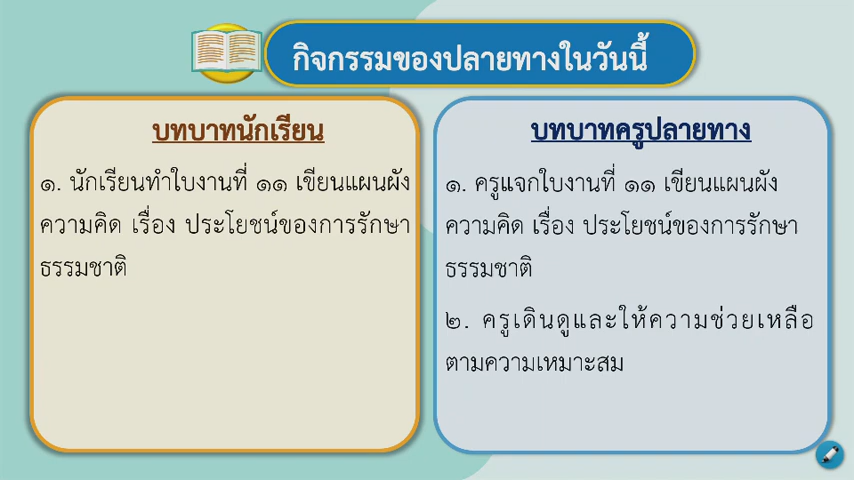 กิจกรรมของปลายทางในวันนี้
บทบาทนักเรียน
๑. นักเรียนทำใบงานที่ ๑๑ เขียนแผนผัง
ความคิด เรื่อง ประโยชน์ของการรักษา
ธรรมชาติ
บทบาทครูปลายทาง
๑. ครูแจกใบงานที่ ๑๑ เขียนแผนผัง
ความคิด เรื่อง ประโยชน์ของการรักษา
ธรรมชาติ
๒. ครูเดินดูและให้ความช่วยเหลือ
ตามความเหมาะสม